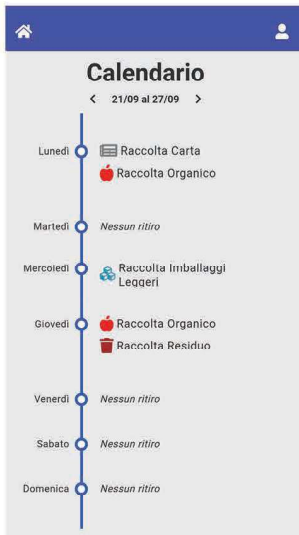 Calendario
21/09 al 27/09
Lunedì Raccolta Carta
Raccolta Organico
Martedì Nessun ritiro
Mercoledì Raccolta Imballaggi
Leggeri
Giovedì Raccolta Organico
Raccolta Residuo
Venerdì Nessun ritiro
Sabato Nessun ritiro
Domenica Nessun ritiro